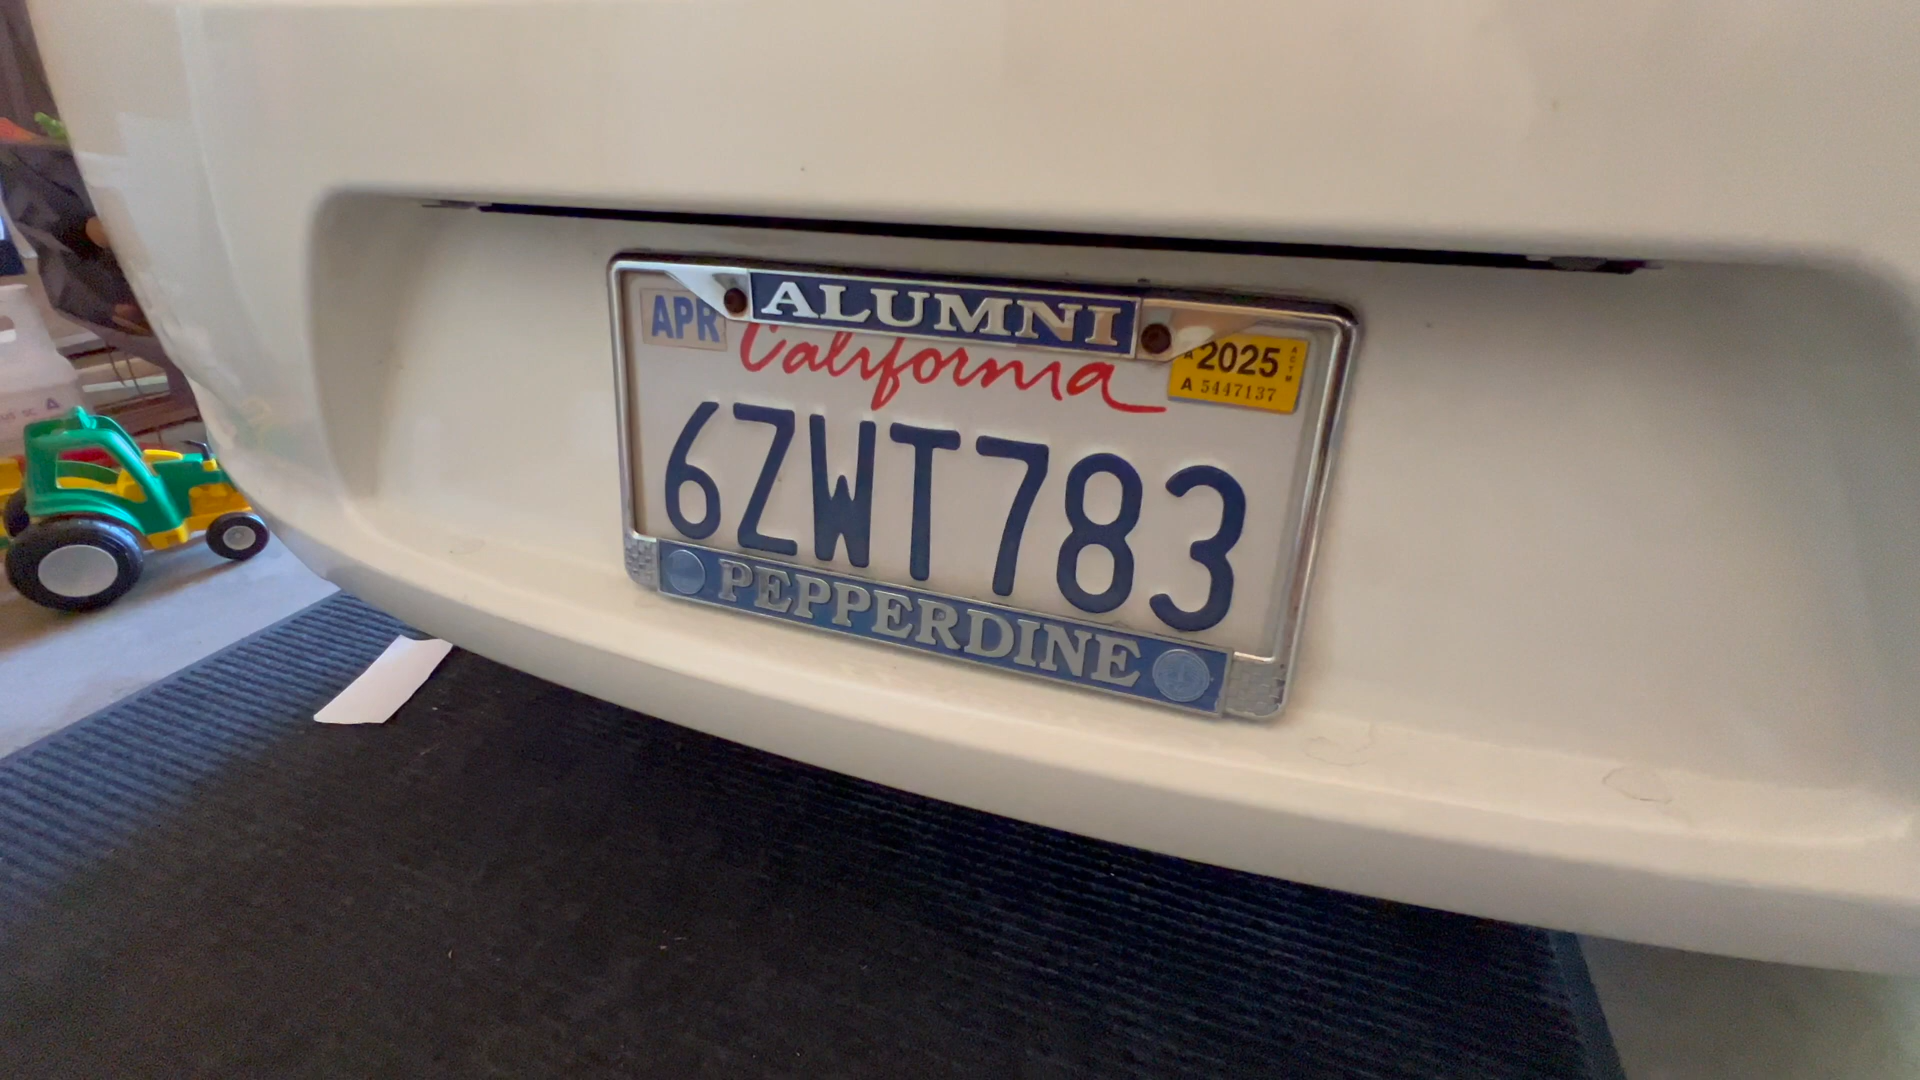 ALUMNI
APR
California
2025
A 5447137
6ZWT783
PEPPERDINE